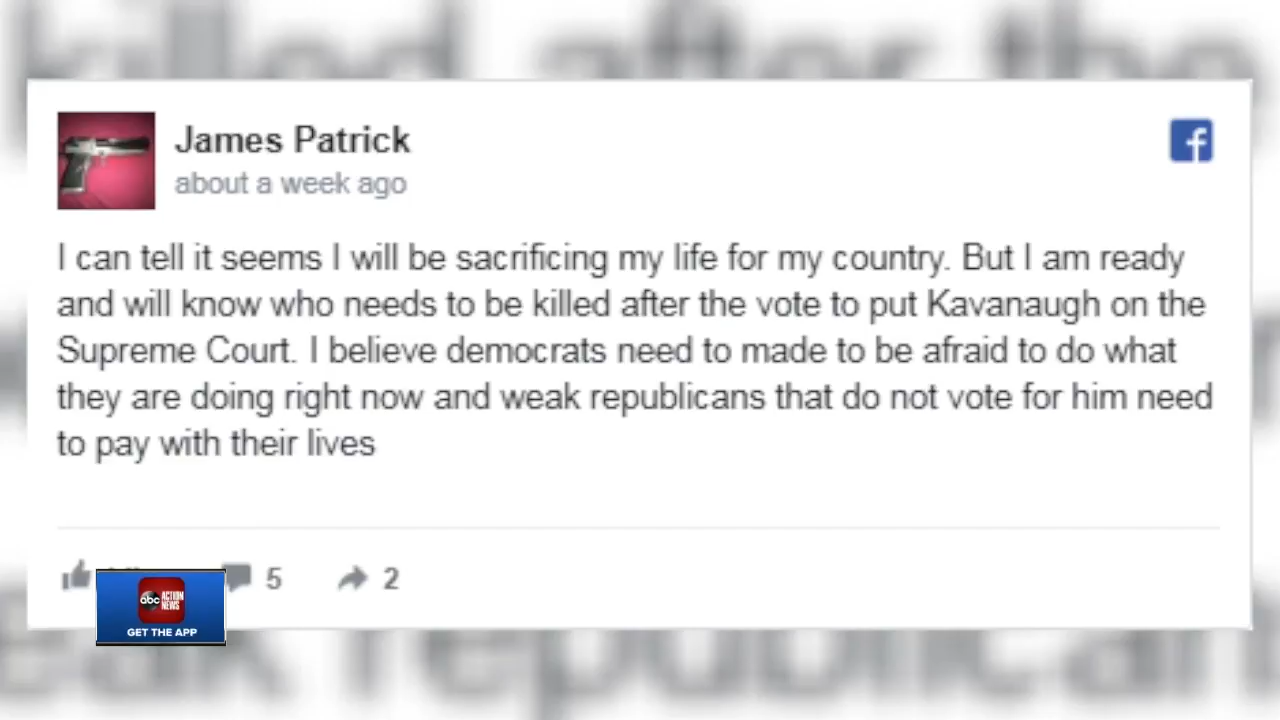 killed after the
James Patrick
about a week ago
I can tell it seems I will be sacrificing my life for my country. But I am ready
and will know who needs to be killed after the vote to put Kavanaugh on the
Supreme Court. I believe democrats need to made to be afraid to do what
they are doing right now and weak republicans that do not vote for him need
to pay with their lives
5
2
abc ACTION NEWS
GET THE APP
republican